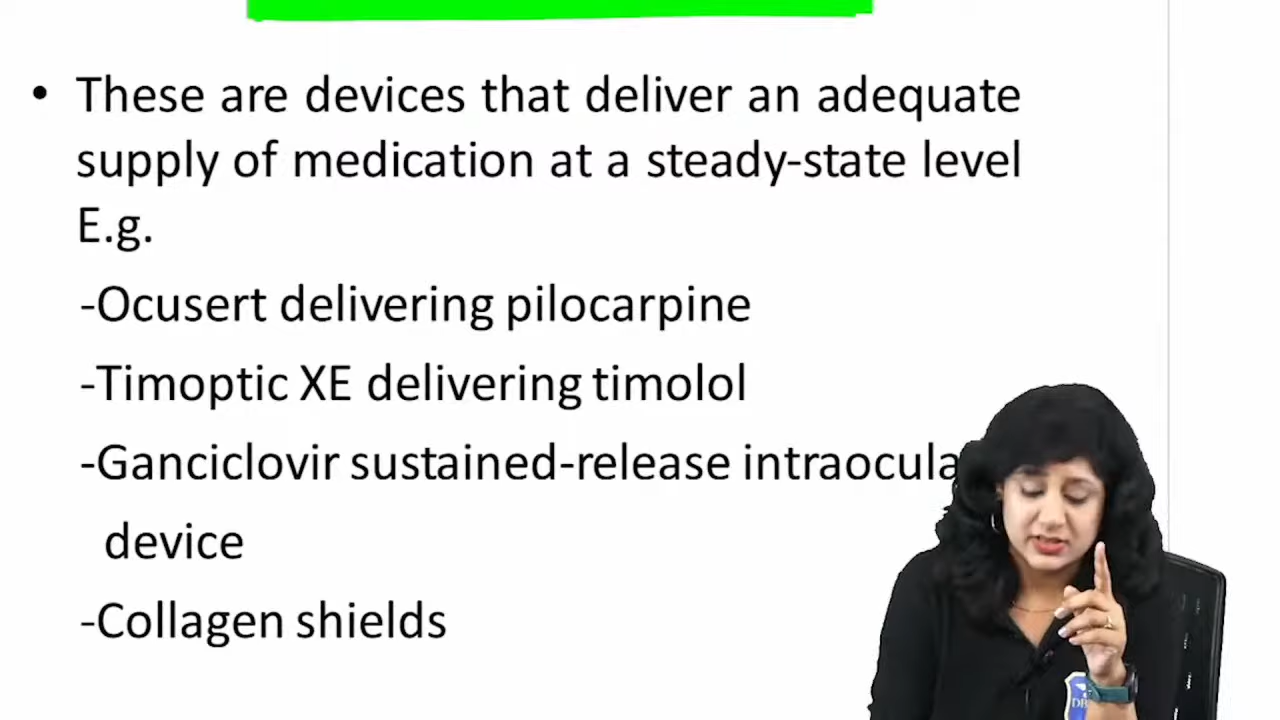 • These are devices that deliver an adequate
supply of medication at a steady-state level
E.g.
-Ocusert delivering pilocarpine
-Timoptic XE delivering timolol
-Ganciclovir sustained-release intraocula
device
-Collagen shields